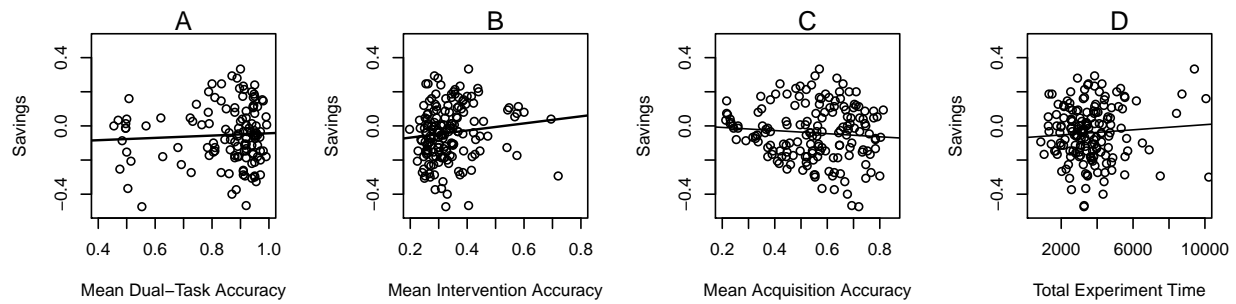 A
B
C
D
Savings
0.4
0.0
−0.4
0.4
0.6
0.8
1.0
Mean Dual−Task Accuracy
Savings
0.4
0.0
−0.4
0.2
0.4
0.6
0.8
Mean Intervention Accuracy
Savings
0.4
0.0
−0.4
0.2
0.4
0.6
0.8
Mean Acquisition Accuracy
Savings
0.4
0.0
−0.4
2000
6000
10000
Total Experiment Time